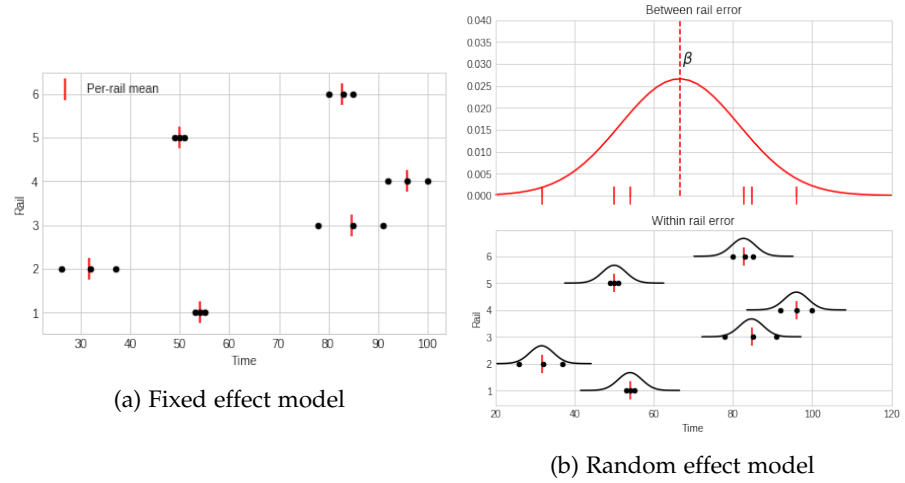 Per-rail mean
6
5
4
3
2
1
Rail
30 40 50 60 70 80 90 100
Time
(a) Fixed effect model
Between rail error
0.040
0.035
0.030
0.025
0.020
0.015
0.010
0.005
0.000
β
Within rail error
6
5
4
3
2
1
Rail
20 40 60 80 100 120
Time
(b) Random effect model